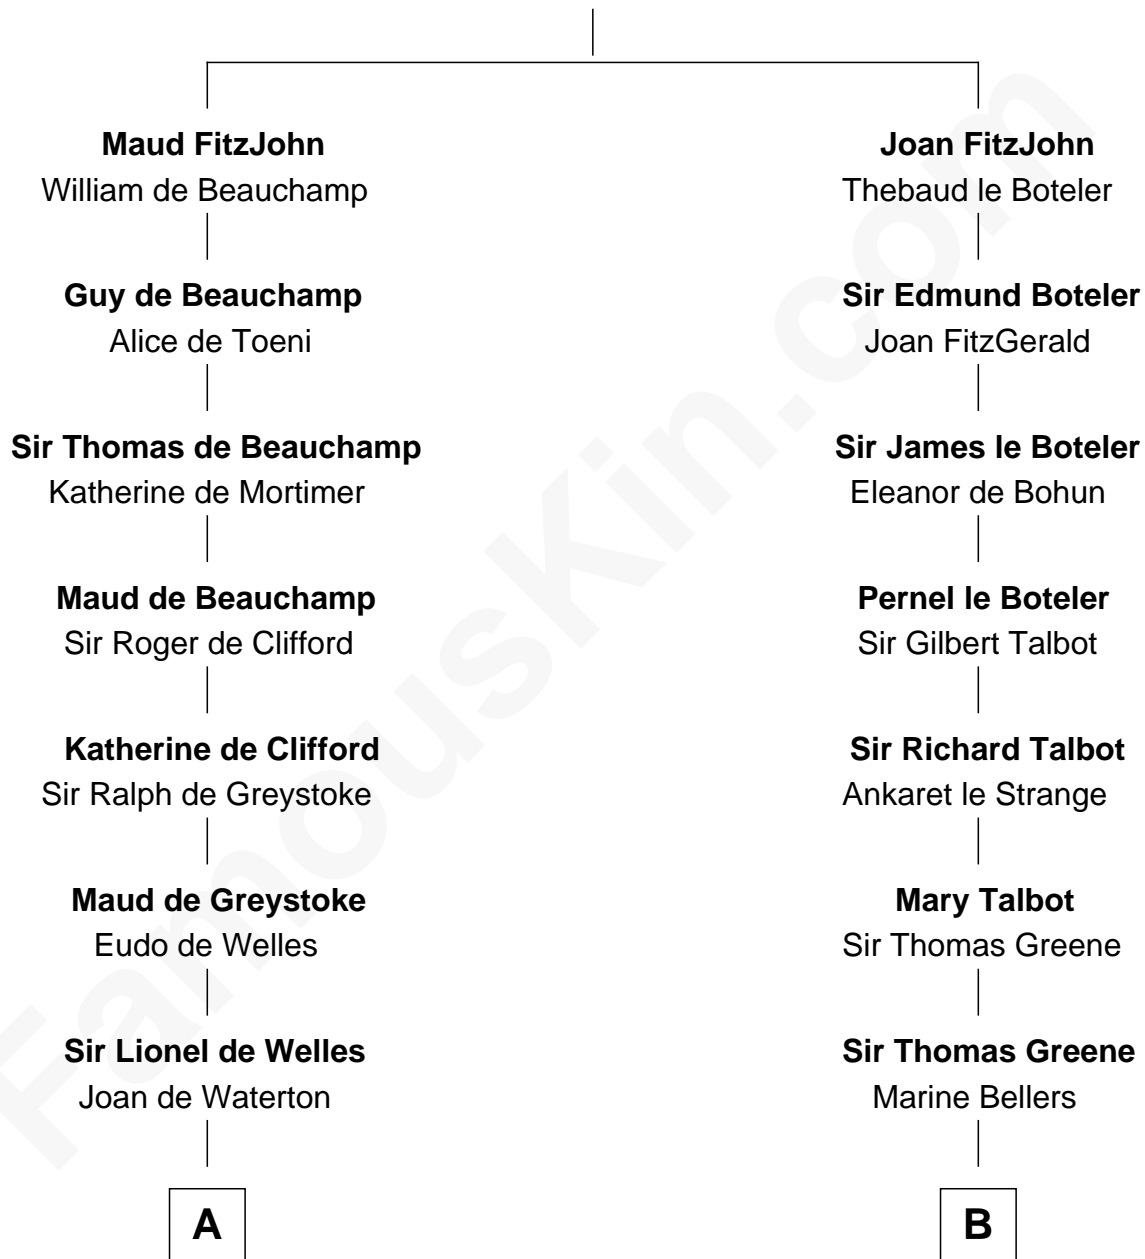 Maud FitzJohn
William de Beauchamp
Guy de Beauchamp
Alice de Toeni
Sir Thomas de Beauchamp
Katherine de Mortimer
Maud de Beauchamp
Sir Roger de Clifford
Katherine de Clifford
Sir Ralph de Greystoke
Maud de Greystoke
Eudo de Welles
Sir Lionel de Welles
Joan de Waterton
A
Joan FitzJohn
Thebaud le Boteler
Sir Edmund Boteler
Joan FitzGerald
Sir James le Boteler
Eleanor de Bohun
Pernel le Boteler
Sir Gilbert Talbot
Sir Richard Talbot
Ankaret le Strange
Mary Talbot
Sir Thomas Greene
Sir Thomas Greene
Marine Bellers
B
FamousKin.com